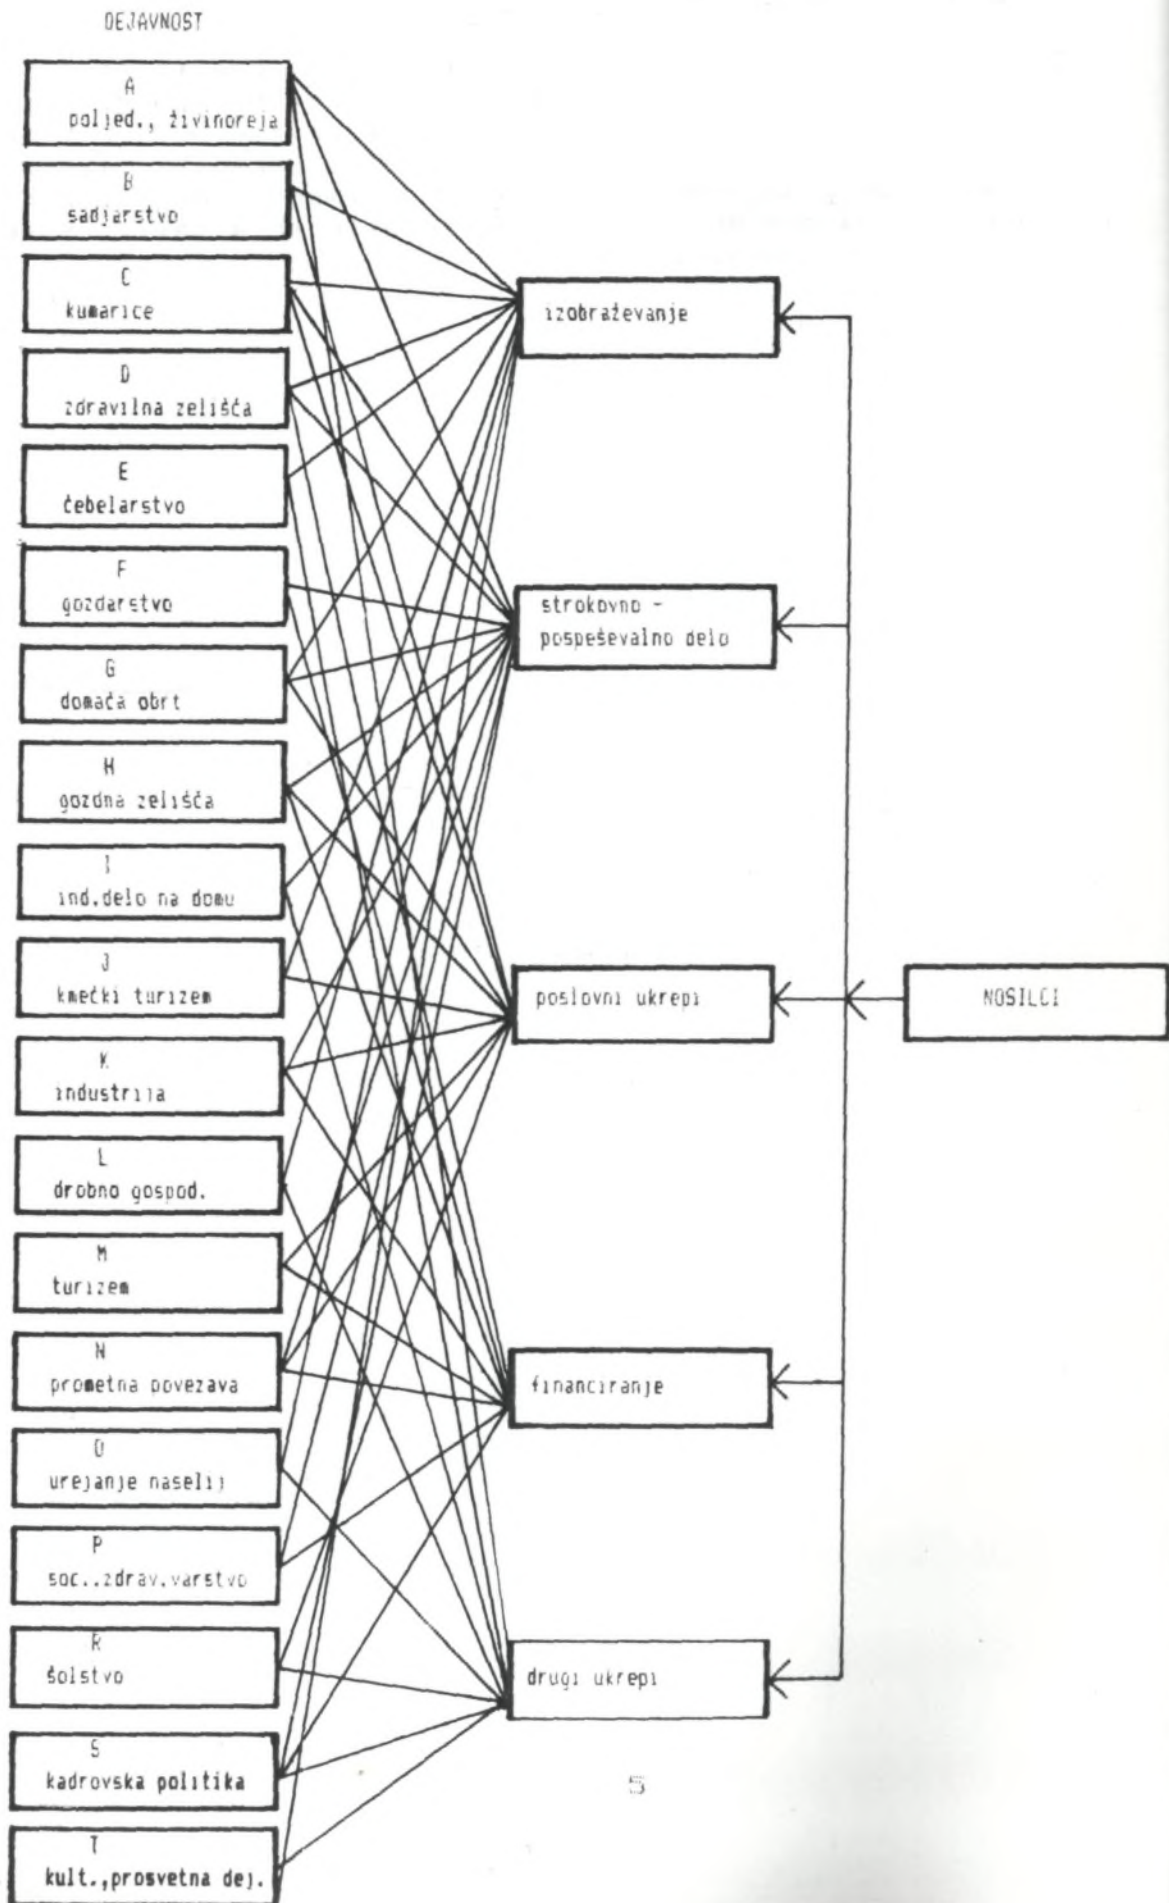 DEJAVNOST
A
poljed., živinoreja
B
sadjarstvo
C
kumarice
D
zdravilna zelišča
E
čebelarstvo
F
gozdarstvo
G
domača obrt
H
gozdna zelišča
I
ind.delo na domu
J
kmečki turizem
K
industrija
L
drobno gospod.
M
turizem
N
prometna povezava
O
urejanje naselij
P
soc.,zdrav.varstvo
R
šolstvo
S
kadrovska politika
T
kult.,prosvetna dej.
izobraževanje
strokovno -
pospeševalno delo
poslovni ukrepi
financiranje
drugi ukrepi
NOSILCI
5